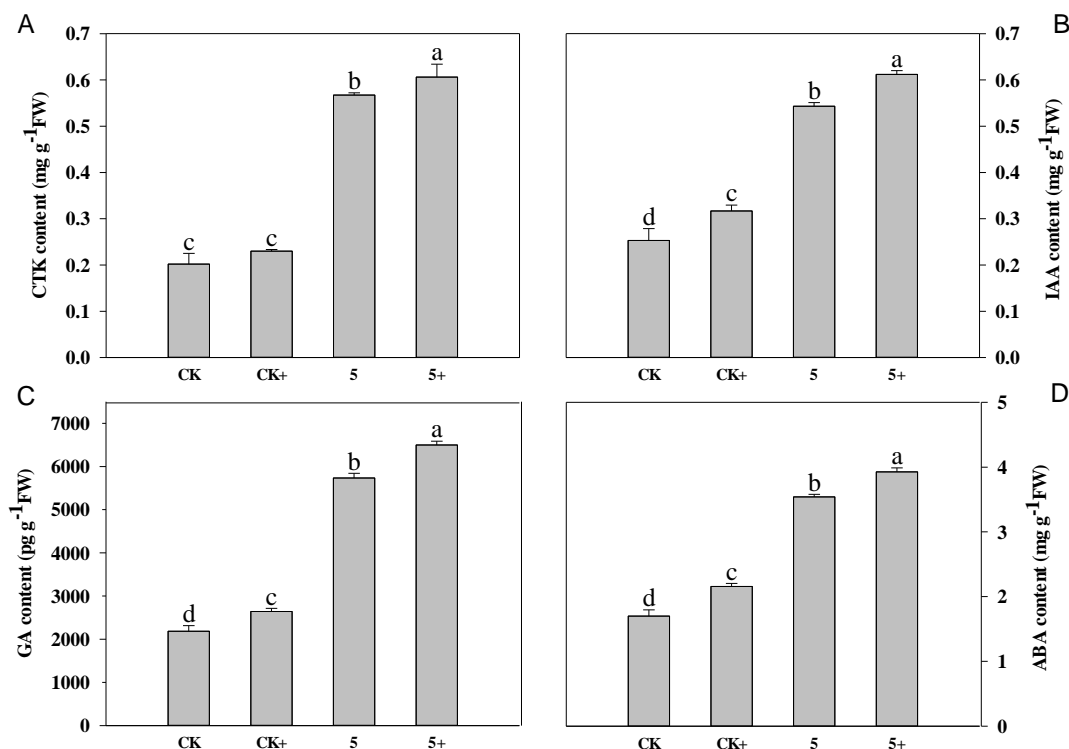 A
CTK content (mg g-1FW)
0.7
0.6
0.5
0.4
0.3
0.2
0.1
0.0
c
c
b
a
CK
CK+
5
5+
B
IAA content (mg g-1FW)
0.7
0.6
0.5
0.4
0.3
0.2
0.1
0.0
d
c
b
a
CK
CK+
5
5+
C
GA content (pg g-1FW)
7000
6000
5000
4000
3000
2000
1000
0
d
c
b
a
CK
CK+
5
5+
D
ABA content (mg g-1FW)
5
4
3
2
1
0
d
c
b
a
CK
CK+
5
5+